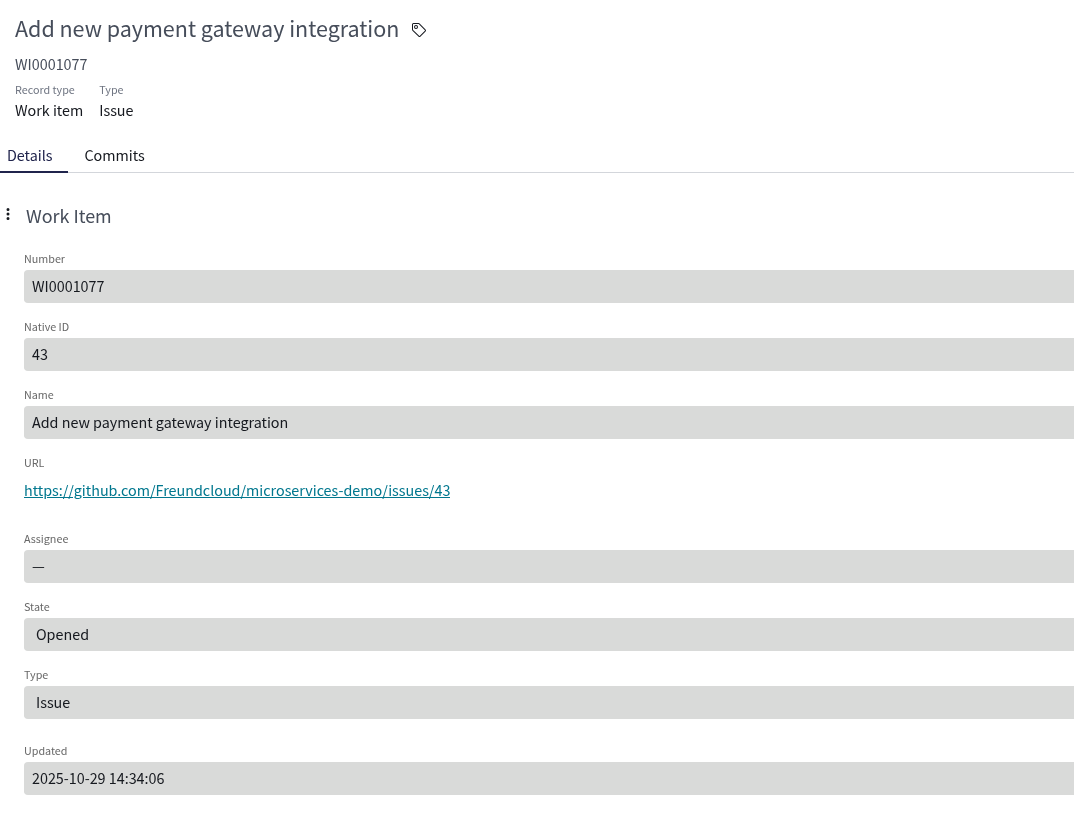 Add new payment gateway integration
WI0001077
Record type Type
Work item Issue
Details Commits
Work Item
Number
WI0001077
Native ID
43
Name
Add new payment gateway integration
URL
https://github.com/Freundcloud/microservices-demo/issues/43
Assignee
—
State
Opened
Type
Issue
Updated
2025-10-29 14:34:06